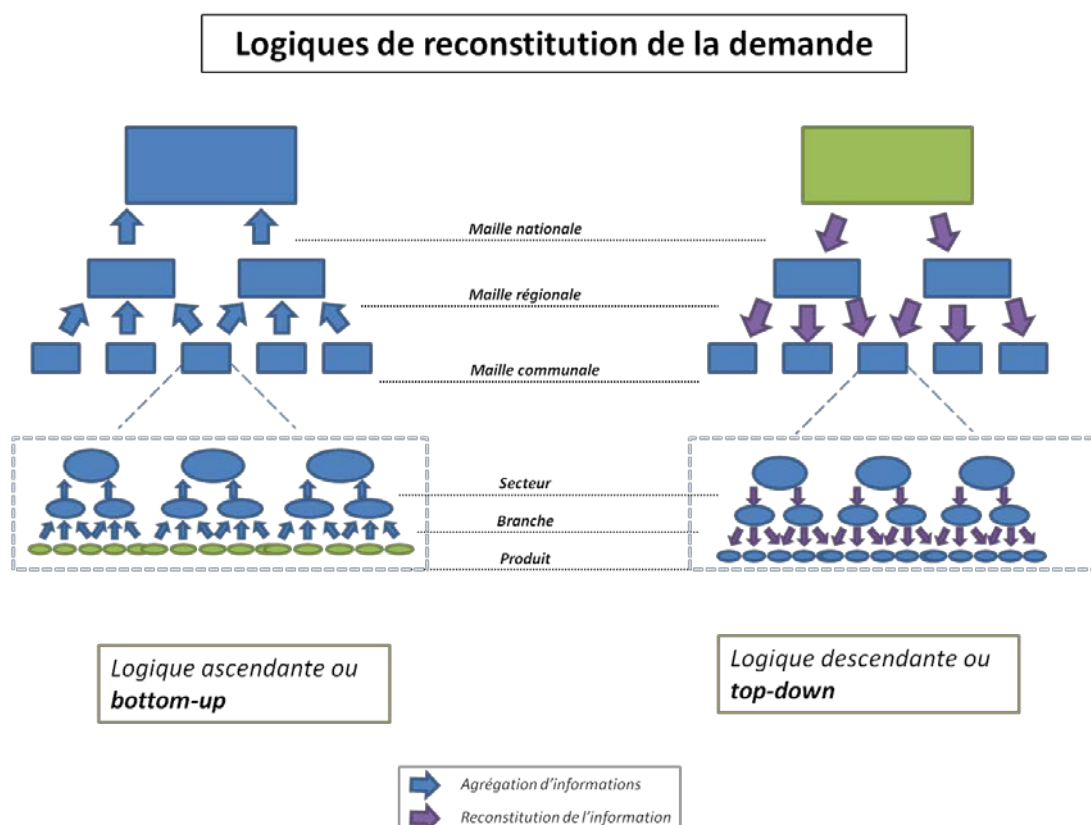 Logiques de reconstitution de la demande
Maille nationale
Maille régionale
Maille communale
Secteur
Branche
Produit
Logique ascendante ou
bottom-up
Logique descendante ou
top-down
Agrégation d'informations
Reconstitution de l'information